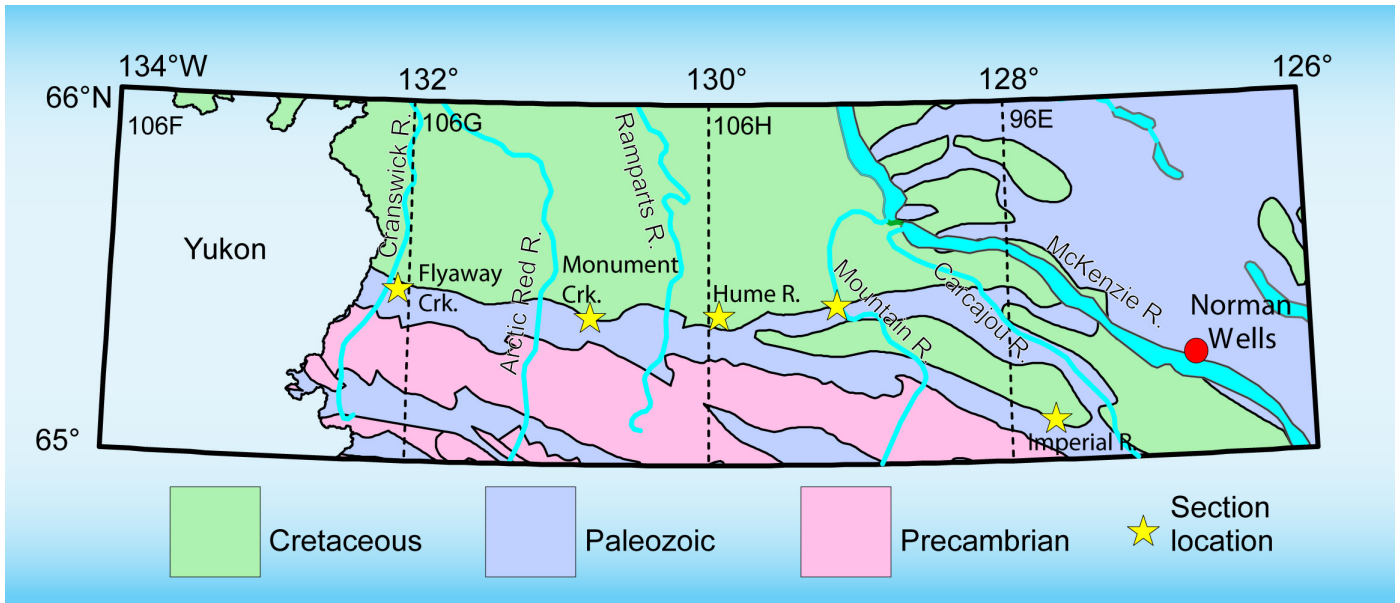 134°W
132°
130°
128°
126°
66°N
106F
106G
106H
96E
Cranswick R.
Ramparts R.
Yukon
Flyaway
Crk.
Arctic Red R.
Monument
Crk.
Hume R.
Mountain R.
Carcajou R.
McKenzie R.
Norman
Wells
65°
Imperial R.
Cretaceous
Paleozoic
Precambrian
Section
location